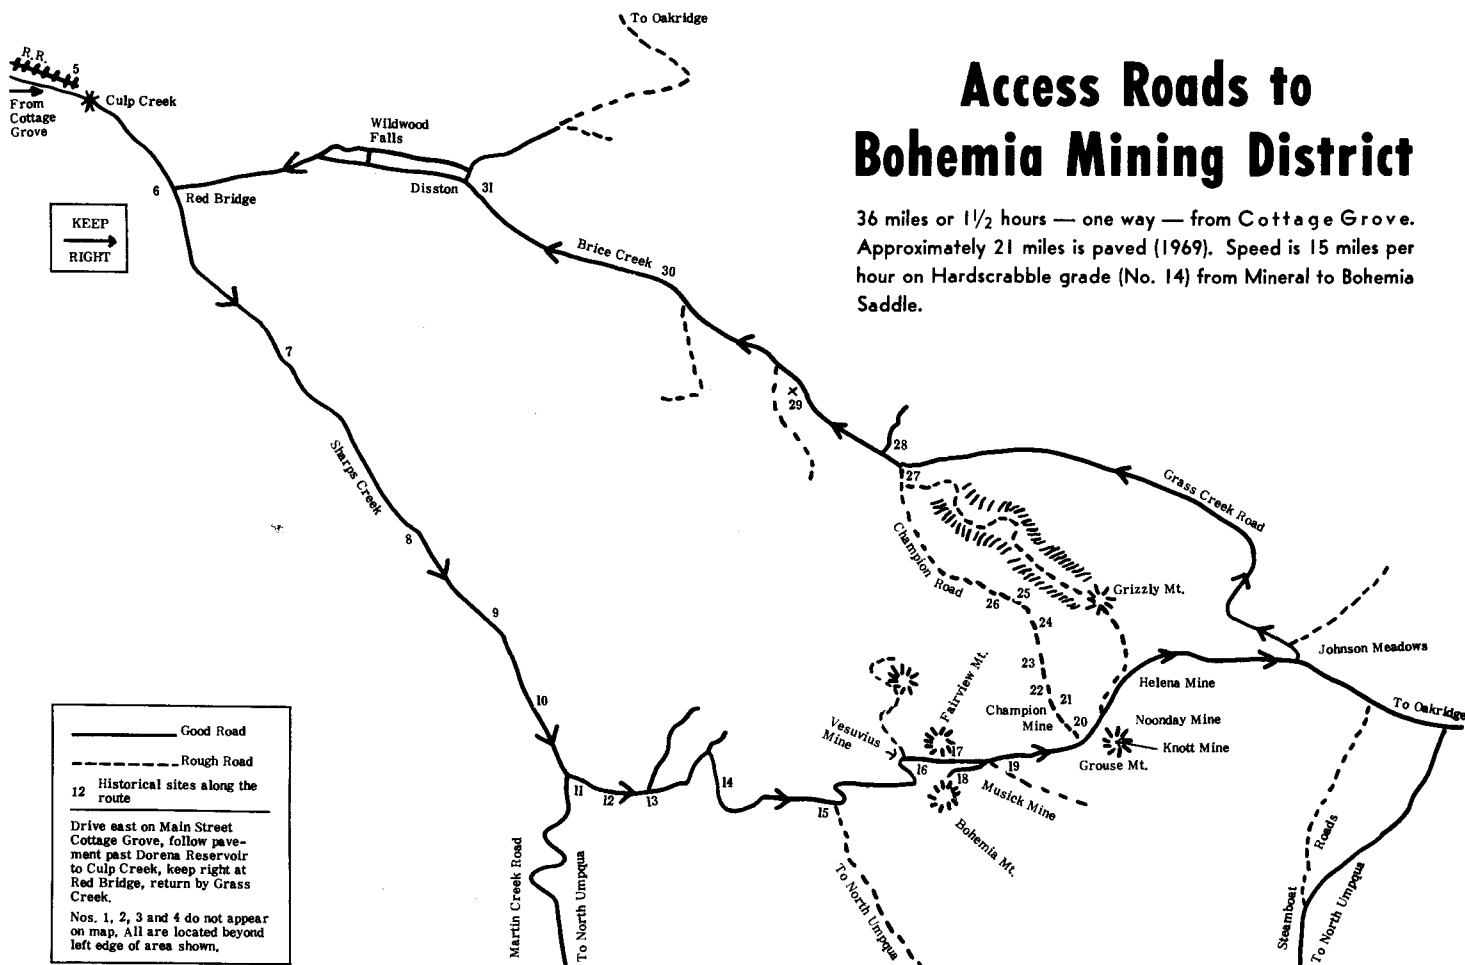 To Oakridge
R.R.
5
From
Cottage
Grove
Culp Creek
Access Roads to
Bohemia Mining District
36 miles or 1 1/2 hours — one way — from Cottage Grove.
Approximately 21 miles is paved (1969). Speed is 15 miles per
hour on Hardscrabble grade (No. 14) from Mineral to Bohemia
Saddle.
Wildwood
Falls
Disston
31
6
Red Bridge
KEEP
RIGHT
Brice Creek
30
7
29
28
27
Sharps Creek
Grass Creek Road
8
Champion
Road
25
26
24
Grizzly Mt.
9
23
22
21
20
Johnson Meadows
Fairview Mt.
Helena Mine
10
Champion
Mine
To Oakridge
Noonday Mine
Knott Mine
Grouse Mt.
Vesuvius
Mine
17
16
18
19
Musick Mine
11
12
13
14
15
Bohemia Mt.
Good Road
Rough Road
12 Historical sites along the
route
Drive east on Main Street
Cottage Grove, follow pave-
ment past Dorena Reservoir
to Culp Creek, keep right at
Red Bridge, return by Grass
Creek.
Nos. 1, 2, 3 and 4 do not appear
on map. All are located beyond
left edge of area shown.
Martin Creek Road
To North Umpqua
To North Umpqua
Steamboat
Roads
To North Umpqua